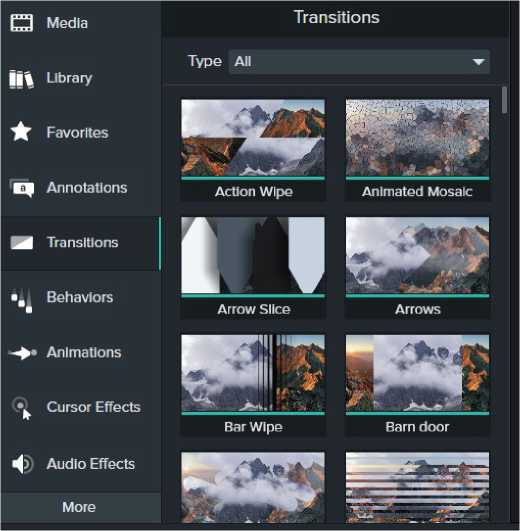 Media
Library
Favorites
a
Annotations
Transitions
Behaviors
Animations
Cursor Effects
Audio Effects
More
Transitions
Type All
Action Wipe
Animated Mosaic
Arrow Slice
Arrows
Bar Wipe
Barn door